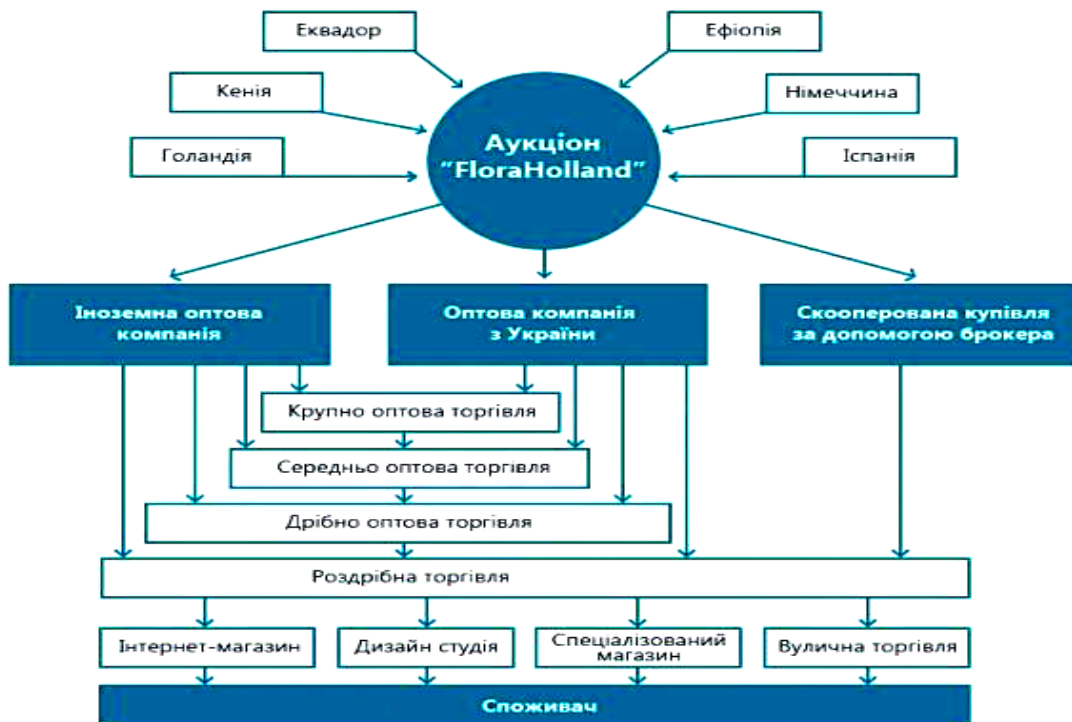 Еквадор
Ефіопія
Кенія
Німеччина
Голандія
Іспанія
Аукціон
"FloraHolland"
Іноземна оптова
компанія
Оптова компанія
з України
Скооперована купівля
за допомогою брокера
Крупно оптова торгівля
Середньо оптова торгівля
Дрібно оптова торгівля
Роздрібна торгівля
Інтернет-магазин
Дизайн студія
Спеціалізований
магазин
Вулична торгівля
Споживач